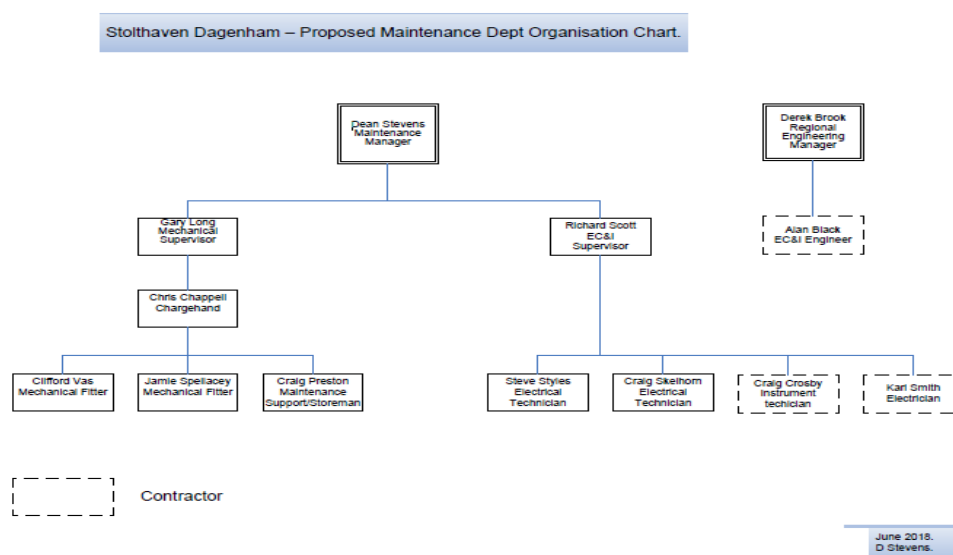 Stolthaven Dagenham – Proposed Maintenance Dept Organisation Chart.
Dean Stevens
Maintenance
Manager
Derek Brook
Regional
Engineering
Manager
Gary Long
Mechanical
Supervisor
Richard Scott
EC&I
Supervisor
Alan Black
EC&I Engineer
Chris Chappell
Chargehand
Clifford Vas
Mechanical Fitter
Jamie Spellacey
Mechanical Fitter
Craig Preston
Maintenance
Support/Storeman
Steve Styles
Electrical
Technician
Craig Skelhorn
Electrical
Technician
Craig Crosby
Instrument
techician
Karl Smith
Electrician
Contractor
June 2018.
D Stevens.